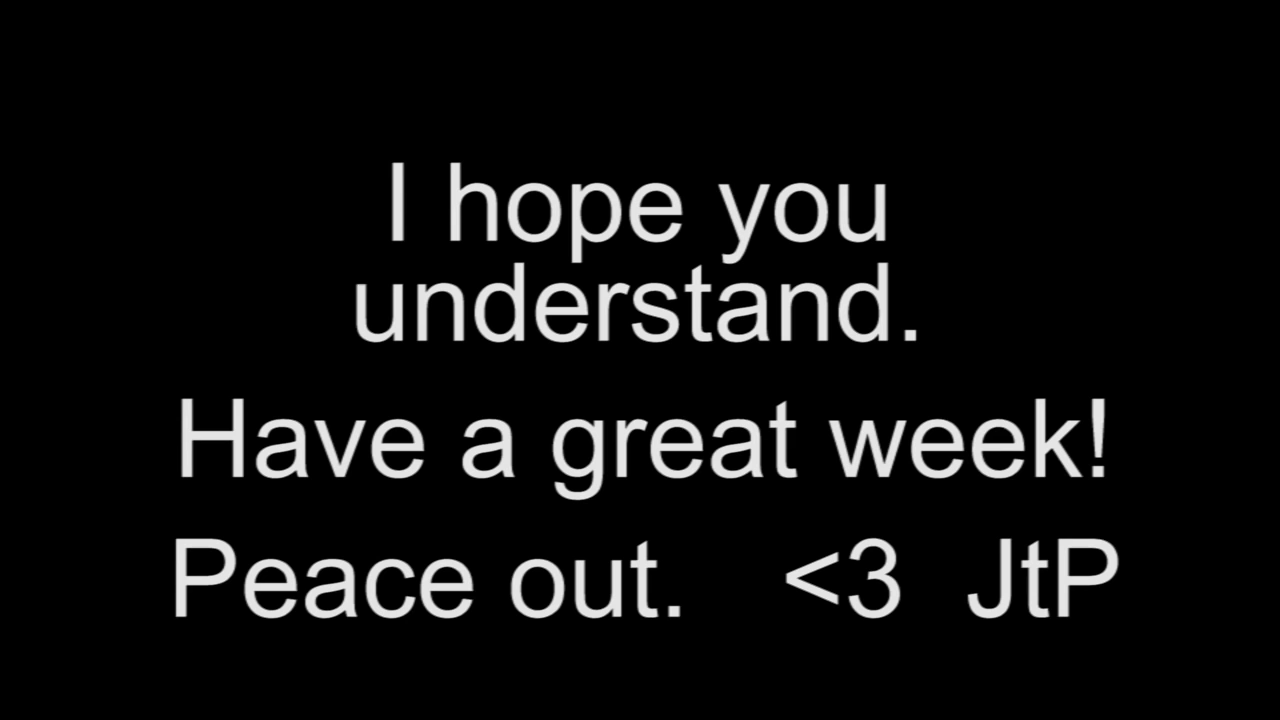 I hope you
understand.
Have a great week!
Peace out. <3 JtP